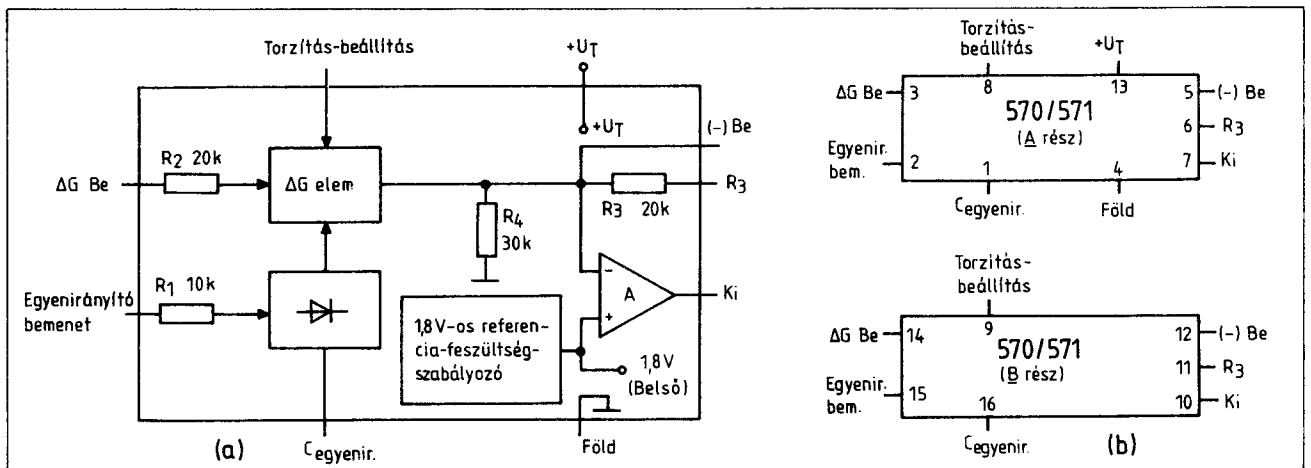 Torzítás-beállítás
+U_T
+U_T
(-) Be
ΔG Be
R2 20k
ΔG elem
R3
R3 20k
R4
30k
Egyenirányító
bemenet
R1 10k
A
-
+
Ki
1,8V-os referen-
cia-feszültség-
szabályozó
1,8V
(Belső)
(a)
Cegyenir.
Föld
Torzítás-
beállítás
+U_T
ΔG Be
3
8
13
5
(-) Be
570/571
(A rész)
6
R3
Egyenir.
bem.
2
1
4
7
Ki
Cegyenir.
Föld
Torzítás-
beállítás
ΔG Be
14
9
12
(-) Be
570/571
(B rész)
11
R3
Egyenir.
bem.
15
16
10
Ki
Cegyenir.
(b)